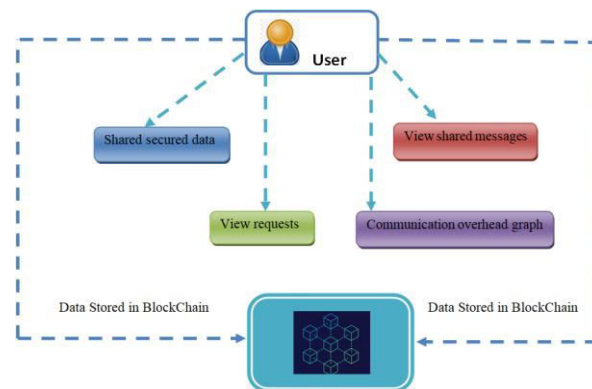 User
Shared secured data
View shared messages
View requests
Communication overhead graph
Data Stored in BlockChain
Data Stored in BlockChain